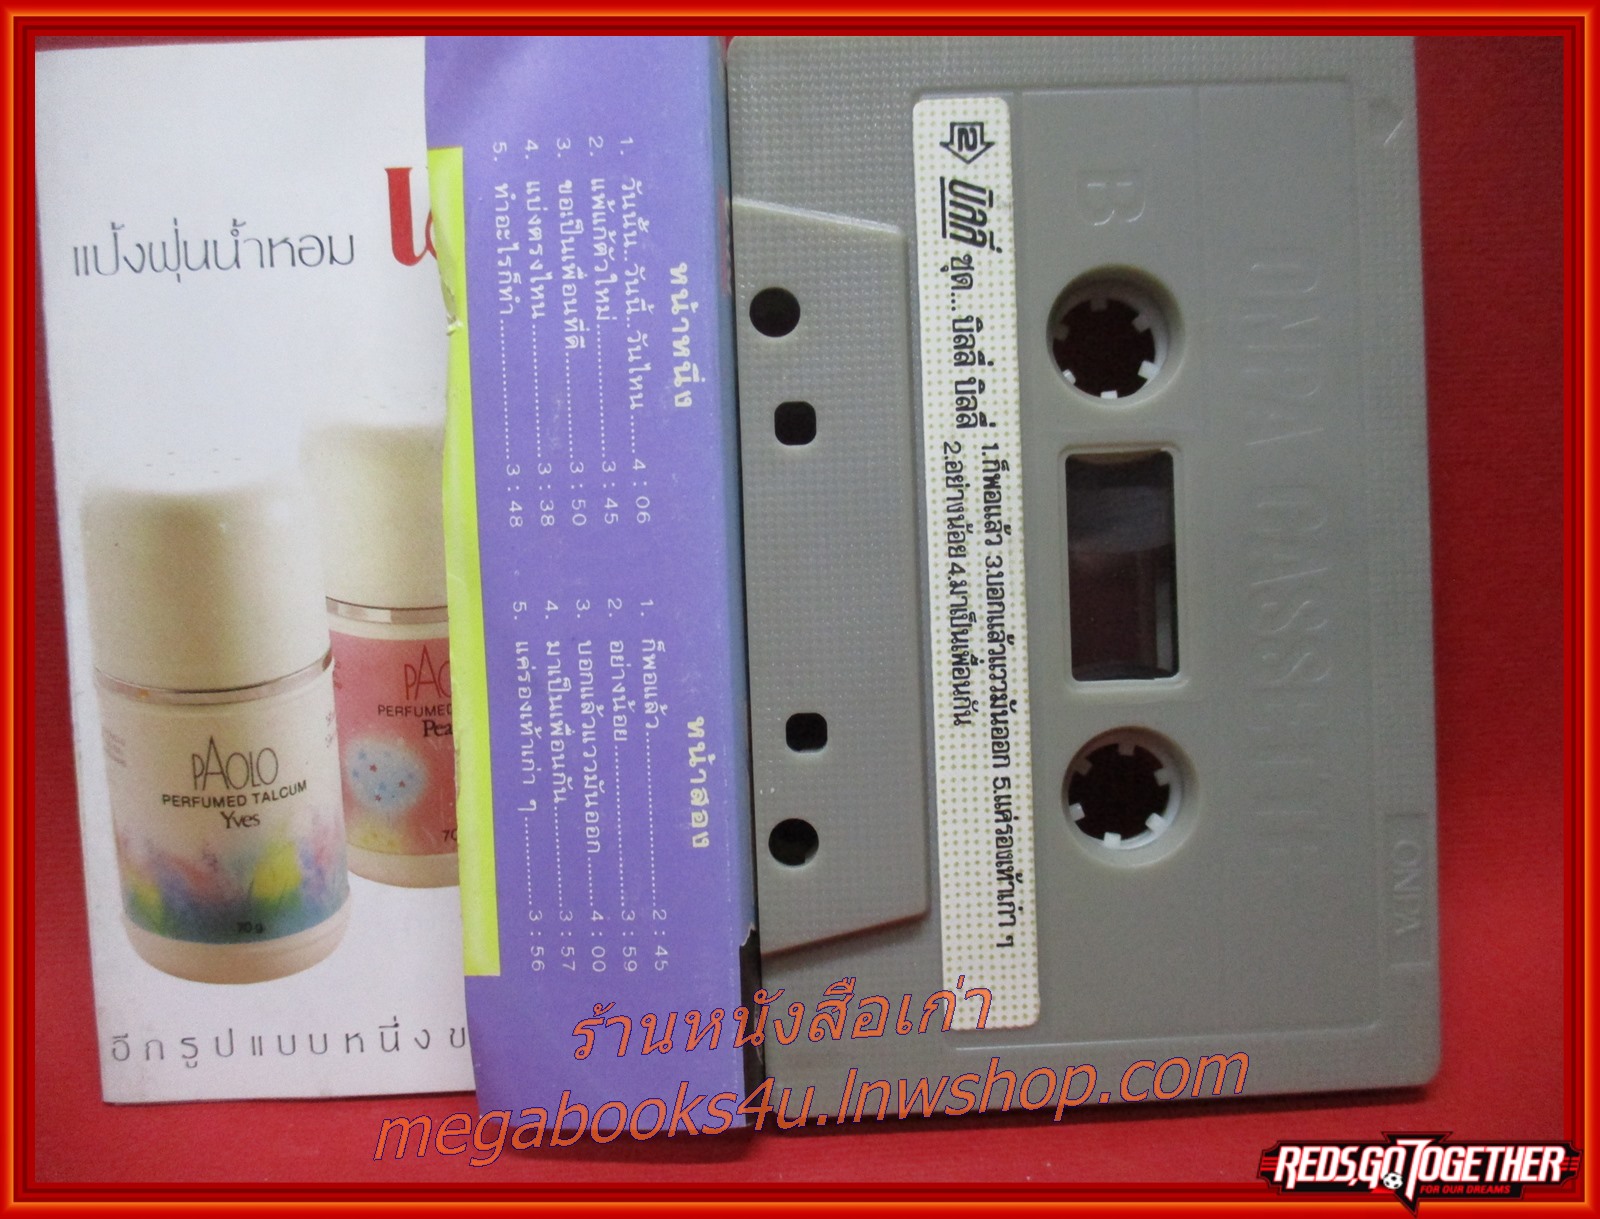 แป้งฝุ่นน้ำหอม
PAOLO
PERFUMED TALCUM
Yves
70 g.
PERFUMED
อีกรูปแบบหนึ่ง
หน้าหนึ่ง
1. วันนั้น..วันนี้..วันไหน...... 4 : 06
2. แพ้แก้ตัวใหม่...............3 : 45
3. ขอเป็นเพื่อนที่ดี............3 : 50
4. แบ่งตรงไหน ................3 : 38
5. ทำอะไรก็ทำ.................3 : 48
หน้าสอง
1. ก็พอแล้ว....................2 : 45
2. อย่างน้อย...................3 : 59
3. บอกแล้วแววมันออก.......4 : 00
4. มาเป็นเพื่อนกัน............3 : 57
5. แค่รองเท้าเก่า ๆ ..........3 : 56
2 บิลลี่ ชุด... บิลลี่ บิลลี่
1.ก็พอแล้ว 3.บอกแล้วแววมันออก 5.แค่รองเท้าเก่า ๆ
2.อย่างน้อย 4.มาเป็นเพื่อนกัน
B
ONPA CASSETTE
ONPA
ร้านหนังสือเก่า
megabooks4u.lnwshop.com
REDS,GO TOGETHER
FOR OUR DREAMS